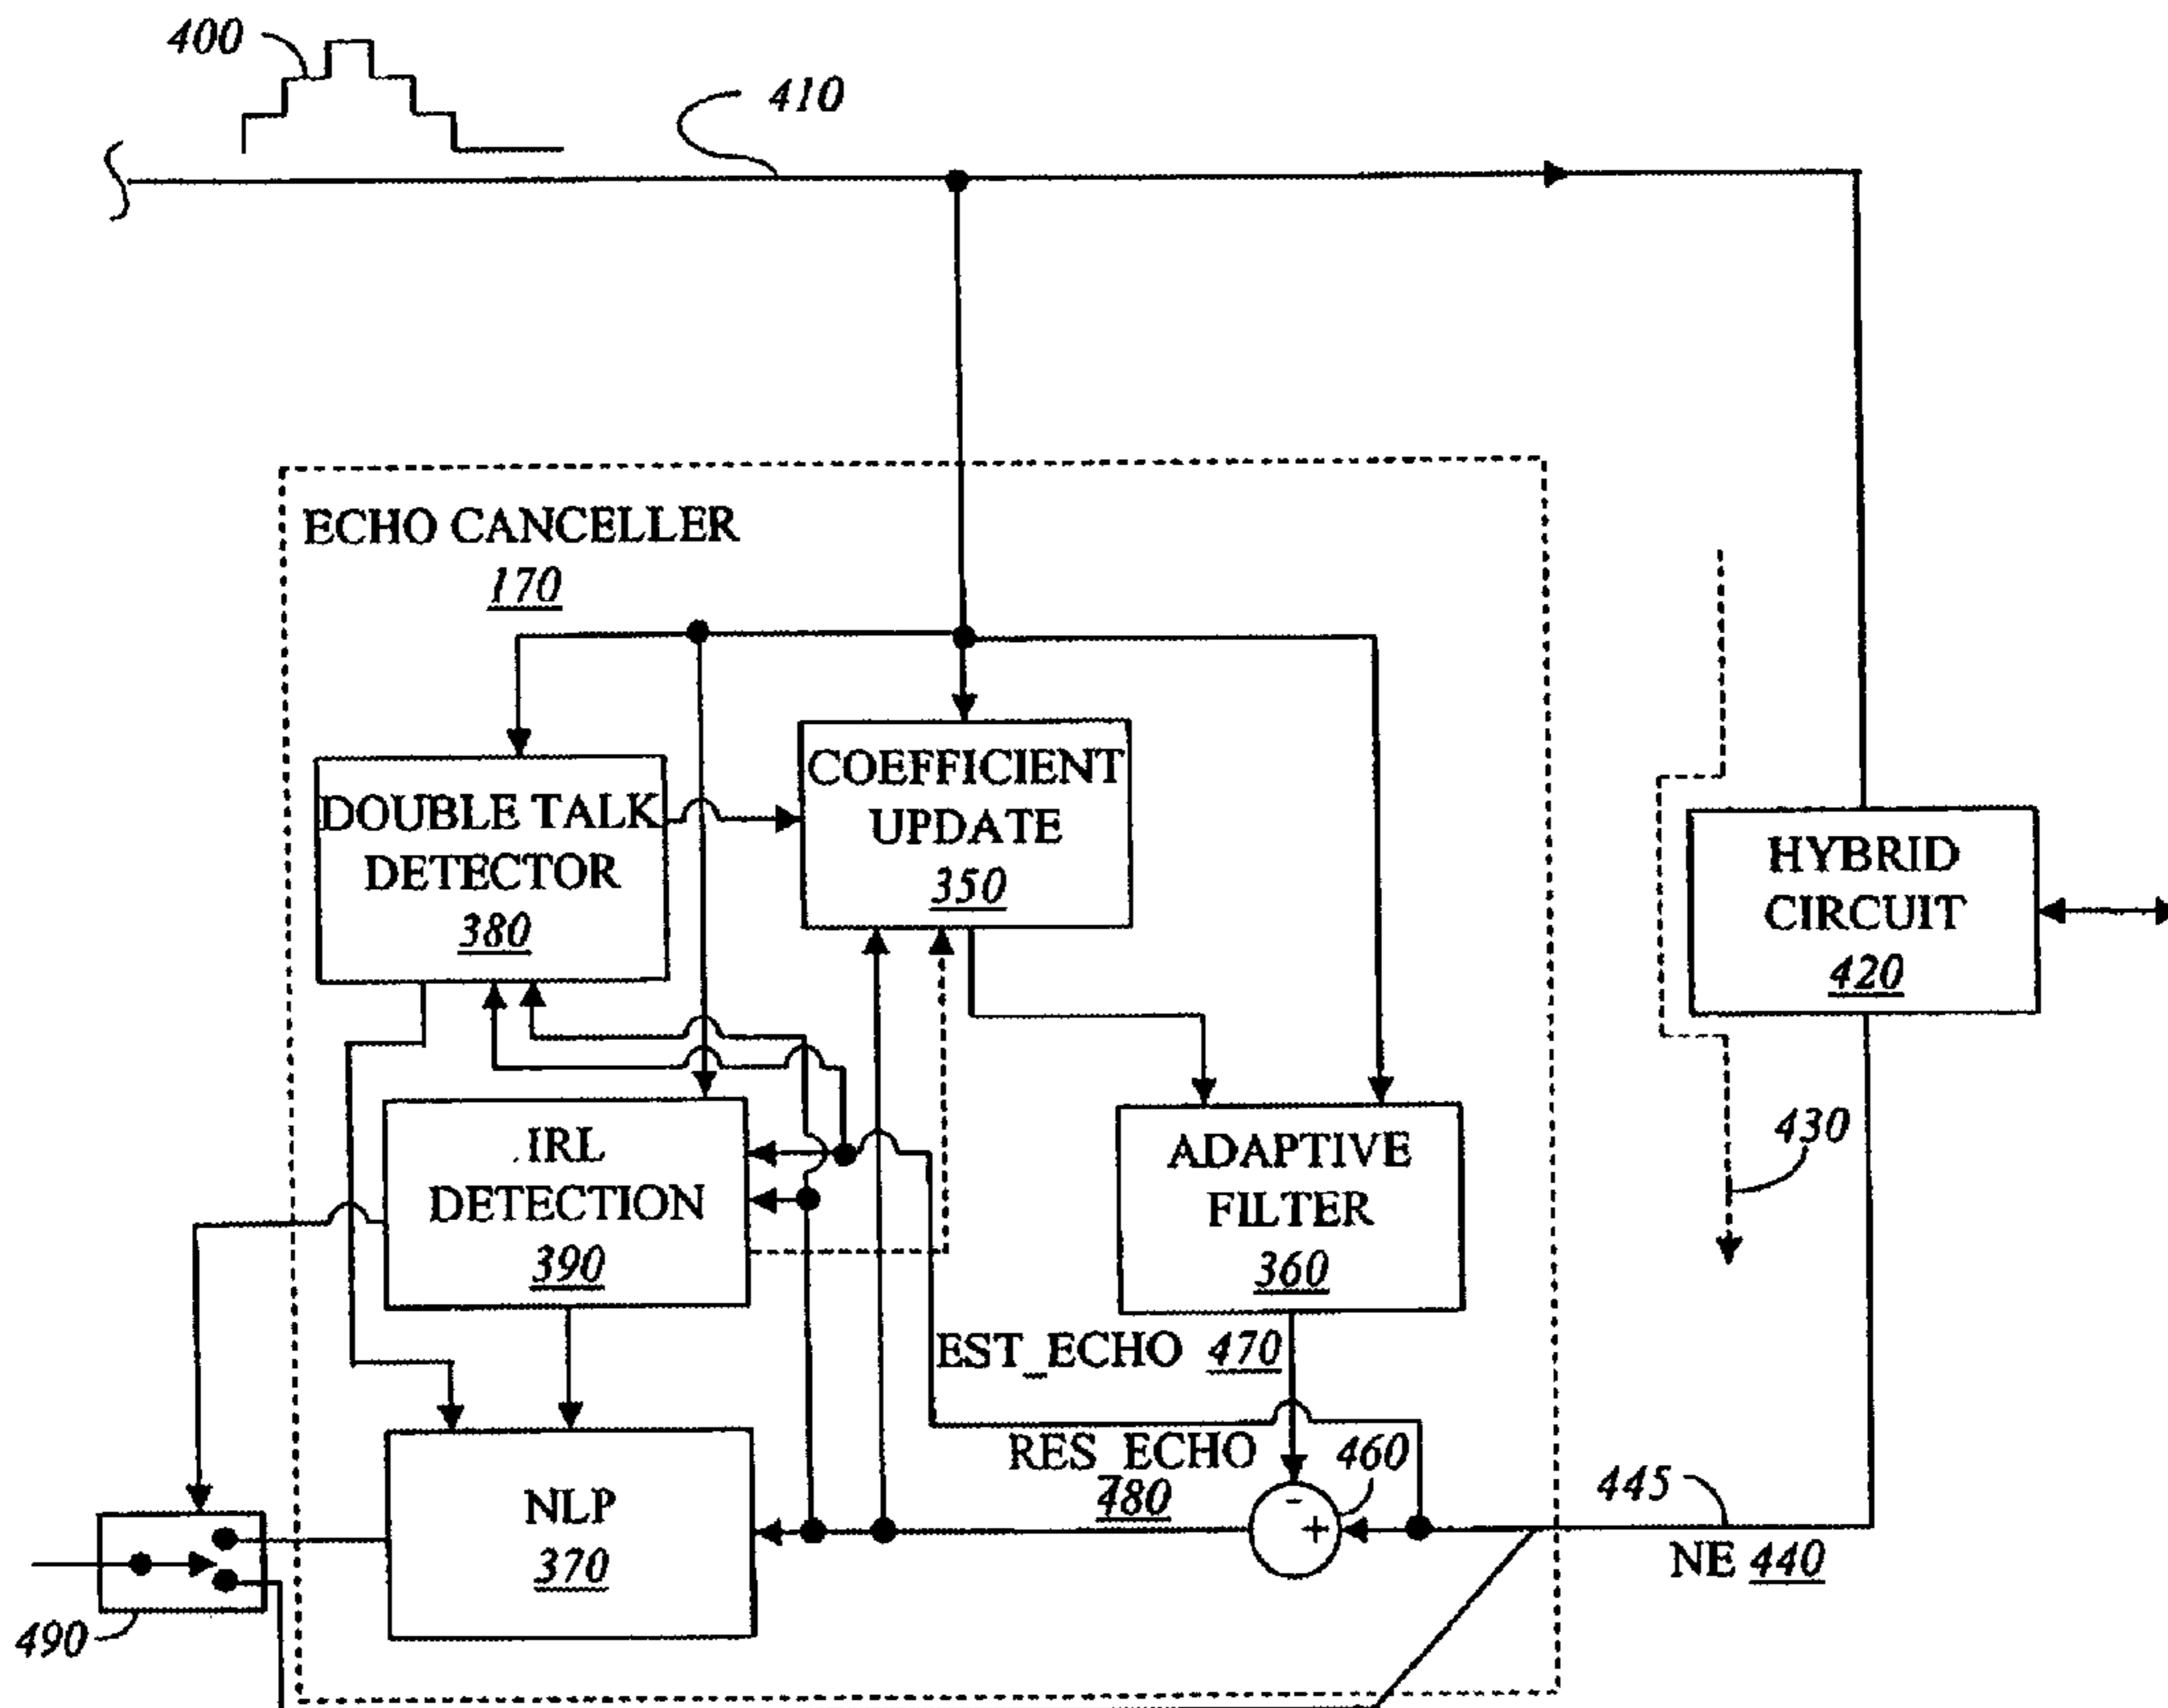 400
410
ECHO CANCELLER
170
COEFFICIENT
UPDATE
350
DOUBLE TALK
DETECTOR
380
HYBRID
CIRCUIT
420
430
IRL
DETECTION
390
ADAPTIVE
FILTER
360
EST_ECHO 470
RES_ECHO
480
460
445
NE 440
NLP
370
490
-
+